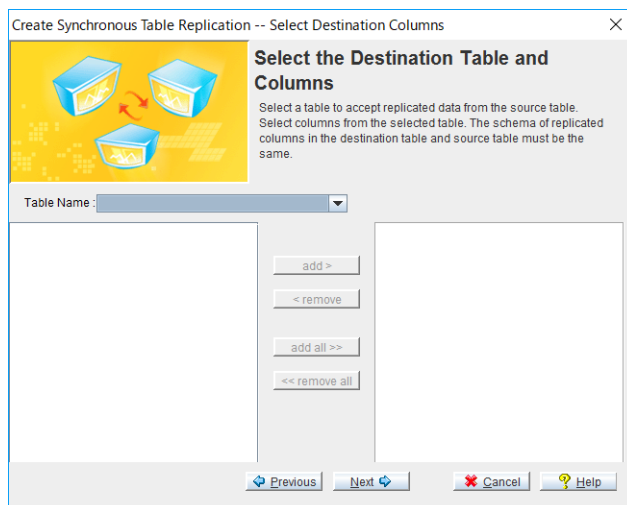 Create Synchronous Table Replication -- Select Destination Columns
Select the Destination Table and
Columns
Select a table to accept replicated data from the source table.
Select columns from the selected table. The schema of replicated
columns in the destination table and source table must be the
same.
Table Name :
add >
< remove
add all >>
<< remove all
Previous
Next
Cancel
Help